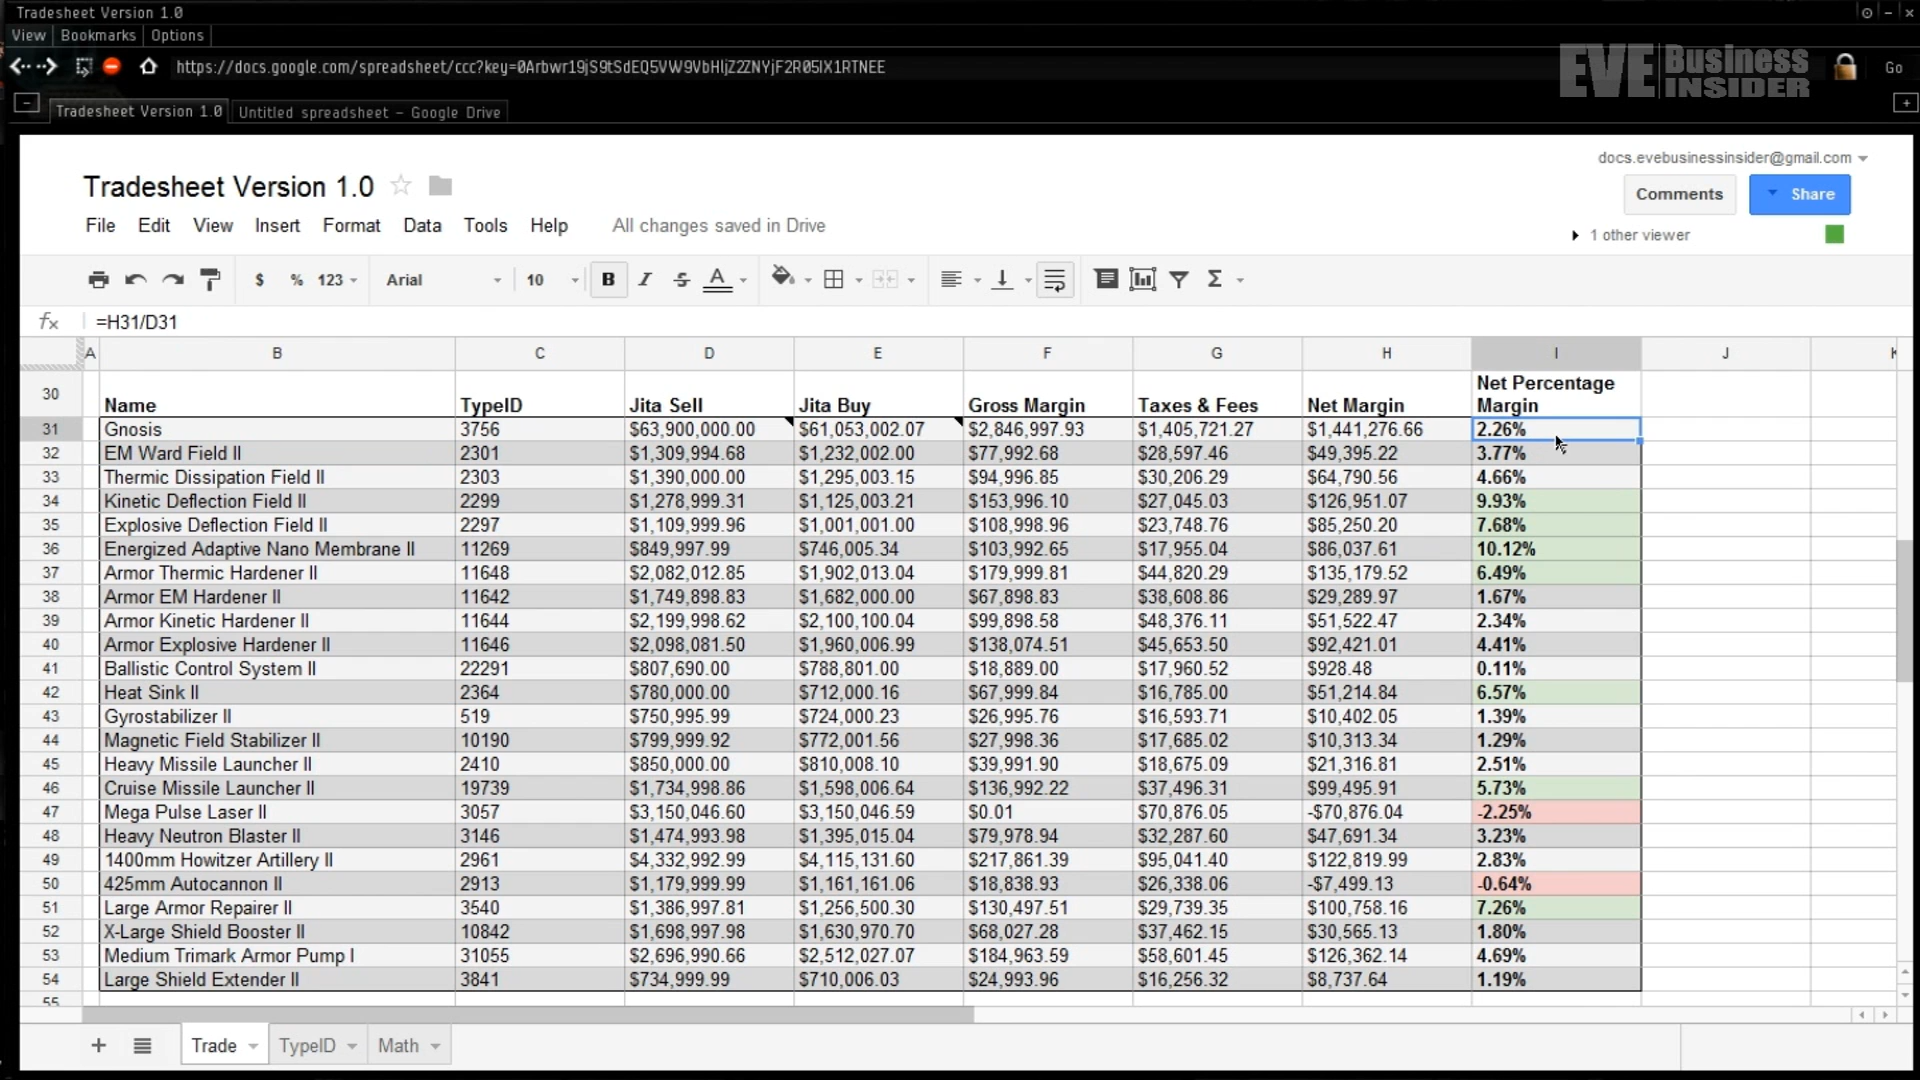 Tradesheet Version 1.0
View Bookmarks Options
https://docs.google.com/spreadsheet/ccc?key=0Arbwr19jS9tSdEQ5VW9VbHljZ2ZNYjF2R05IX1RTNEE Go
EVE Business INSIDER
Tradesheet Version 1.0 Untitled spreadsheet - Google Drive
docs.evebusinessinsider@gmail.com
Tradesheet Version 1.0
Comments Share
File Edit View Insert Format Data Tools Help All changes saved in Drive
1 other viewer
$ % 123 Arial 10 B I S A Σ
fx =H31/D31
A B C D E F G H I J K
30 Name TypeID Jita Sell Jita Buy Gross Margin Taxes & Fees Net Margin Net Percentage Margin
31 Gnosis 3756 $63,900,000.00 $61,053,002.07 $2,846,997.93 $1,405,721.27 $1,441,276.66 2.26%
32 EM Ward Field II 2301 $1,309,994.68 $1,232,002.00 $77,992.68 $28,597.46 $49,395.22 3.77%
33 Thermic Dissipation Field II 2303 $1,390,000.00 $1,295,003.15 $94,996.85 $30,206.29 $64,790.56 4.66%
34 Kinetic Deflection Field II 2299 $1,278,999.31 $1,125,003.21 $153,996.10 $27,045.03 $126,951.07 9.93%
35 Explosive Deflection Field II 2297 $1,109,999.96 $1,001,001.00 $108,998.96 $23,748.76 $85,250.20 7.68%
36 Energized Adaptive Nano Membrane II 11269 $849,997.99 $746,005.34 $103,992.65 $17,955.04 $86,037.61 10.12%
37 Armor Thermic Hardener II 11648 $2,082,012.85 $1,902,013.04 $179,999.81 $44,820.29 $135,179.52 6.49%
38 Armor EM Hardener II 11642 $1,749,898.83 $1,682,000.00 $67,898.83 $38,608.86 $29,289.97 1.67%
39 Armor Kinetic Hardener II 11644 $2,199,998.62 $2,100,100.04 $99,898.58 $48,376.11 $51,522.47 2.34%
40 Armor Explosive Hardener II 11646 $2,098,081.50 $1,960,006.99 $138,074.51 $45,653.50 $92,421.01 4.41%
41 Ballistic Control System II 22291 $807,690.00 $788,801.00 $18,889.00 $17,960.52 $928.48 0.11%
42 Heat Sink II 2364 $780,000.00 $712,000.16 $67,999.84 $16,785.00 $51,214.84 6.57%
43 Gyrostabilizer II 519 $750,995.99 $724,000.23 $26,995.76 $16,593.71 $10,402.05 1.39%
44 Magnetic Field Stabilizer II 10190 $799,999.92 $772,001.56 $27,998.36 $17,685.02 $10,313.34 1.29%
45 Heavy Missile Launcher II 2410 $850,000.00 $810,008.10 $39,991.90 $18,675.09 $21,316.81 2.51%
46 Cruise Missile Launcher II 19739 $1,734,998.86 $1,598,006.64 $136,992.22 $37,496.31 $99,495.91 5.73%
47 Mega Pulse Laser II 3057 $3,150,046.60 $3,150,046.59 $0.01 $70,876.05 -$70,876.04 -2.25%
48 Heavy Neutron Blaster II 3146 $1,474,993.98 $1,395,015.04 $79,978.94 $32,287.60 $47,691.34 3.23%
49 1400mm Howitzer Artillery II 2961 $4,332,992.99 $4,115,131.60 $217,861.39 $95,041.40 $122,819.99 2.83%
50 425mm Autocannon II 2913 $1,179,999.99 $1,161,161.06 $18,838.93 $26,338.06 -$7,499.13 -0.64%
51 Large Armor Repairer II 3540 $1,386,997.81 $1,256,500.30 $130,497.51 $29,739.35 $100,758.16 7.26%
52 X-Large Shield Booster II 10842 $1,698,997.98 $1,630,970.70 $68,027.28 $37,462.15 $30,565.13 1.80%
53 Medium Trimark Armor Pump I 31055 $2,696,990.66 $2,512,027.07 $184,963.59 $58,601.45 $126,362.14 4.69%
54 Large Shield Extender II 3841 $734,999.99 $710,006.03 $24,993.96 $16,256.32 $8,737.64 1.19%
55
Trade TypeID Math